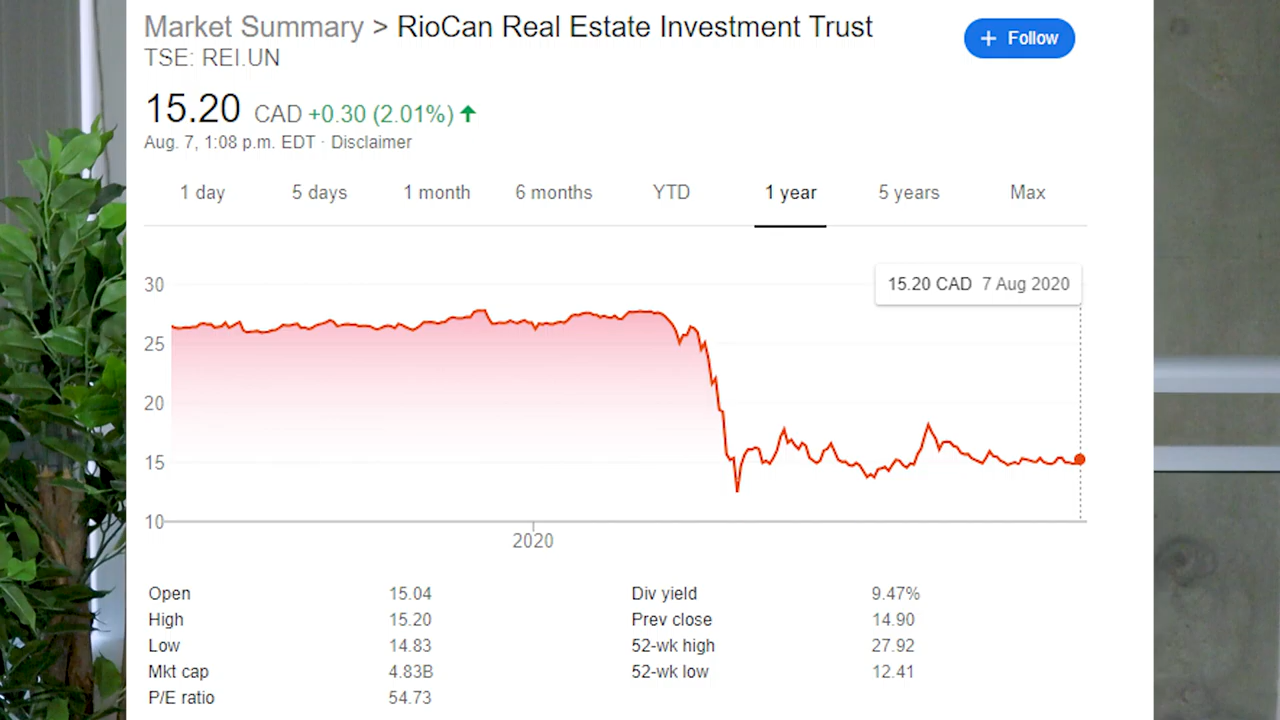 Market Summary > RioCan Real Estate Investment Trust
+ Follow
TSE: REI.UN
15.20 CAD +0.30 (2.01%)
Aug. 7, 1:08 p.m. EDT · Disclaimer
1 day 5 days 1 month 6 months YTD 1 year 5 years Max
15.20 CAD 7 Aug 2020
30
25
20
15
10
2020
Open 15.04 Div yield 9.47%
High 15.20 Prev close 14.90
Low 14.83 52-wk high 27.92
Mkt cap 4.83B 52-wk low 12.41
P/E ratio 54.73